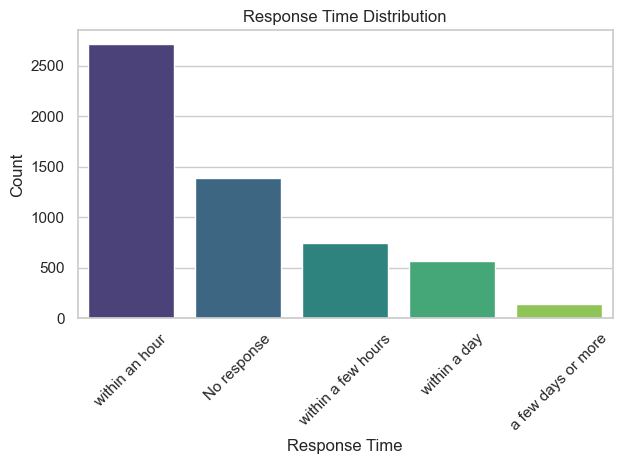 Response Time Distribution
Count
2500
2000
1500
1000
500
0
within an hour
No response
within a few hours
within a day
a few days or more
Response Time